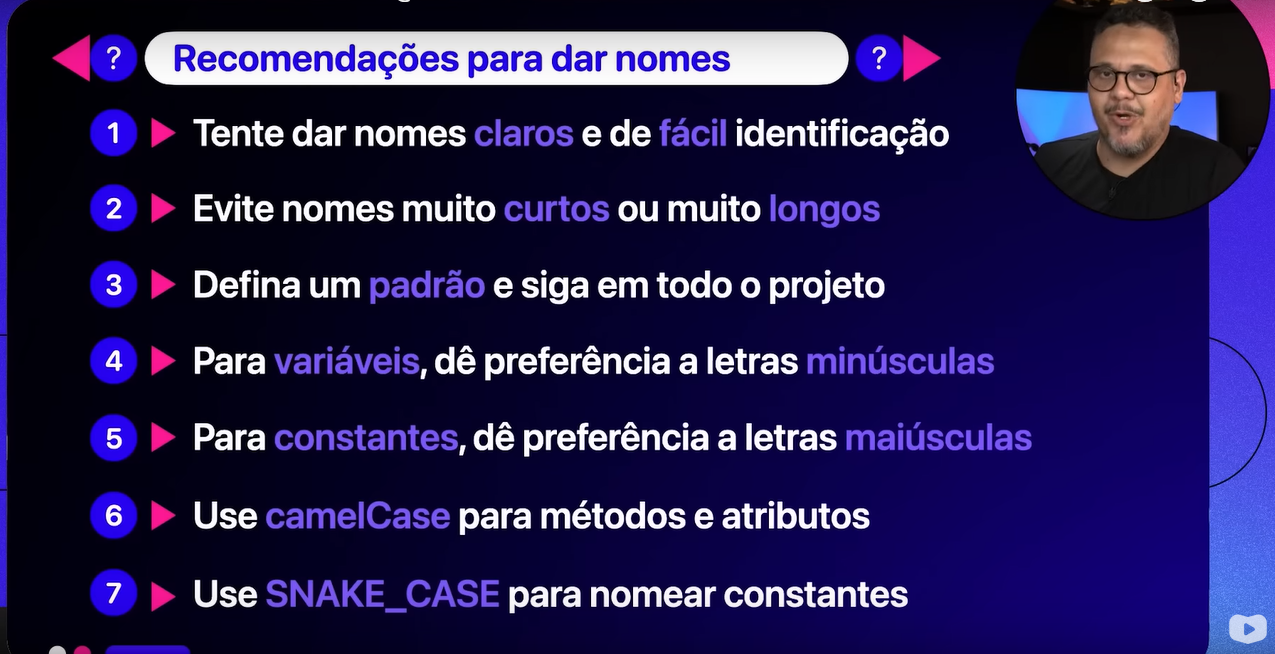 ? Recomendações para dar nomes ?
1 Tente dar nomes claros e de fácil identificação
2 Evite nomes muito curtos ou muito longos
3 Defina um padrão e siga em todo o projeto
4 Para variáveis, dê preferência a letras minúsculas
5 Para constantes, dê preferência a letras maiúsculas
6 Use camelCase para métodos e atributos
7 Use SNAKE_CASE para nomear constantes